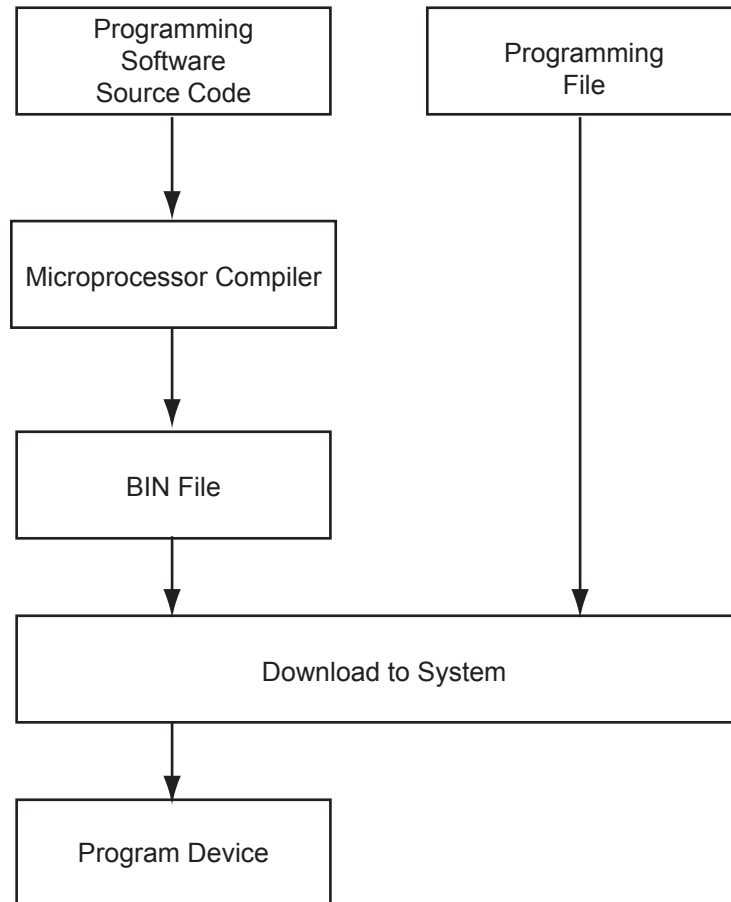 Programming
Software
Source Code
Programming
File
Microprocessor Compiler
BIN File
Download to System
Program Device